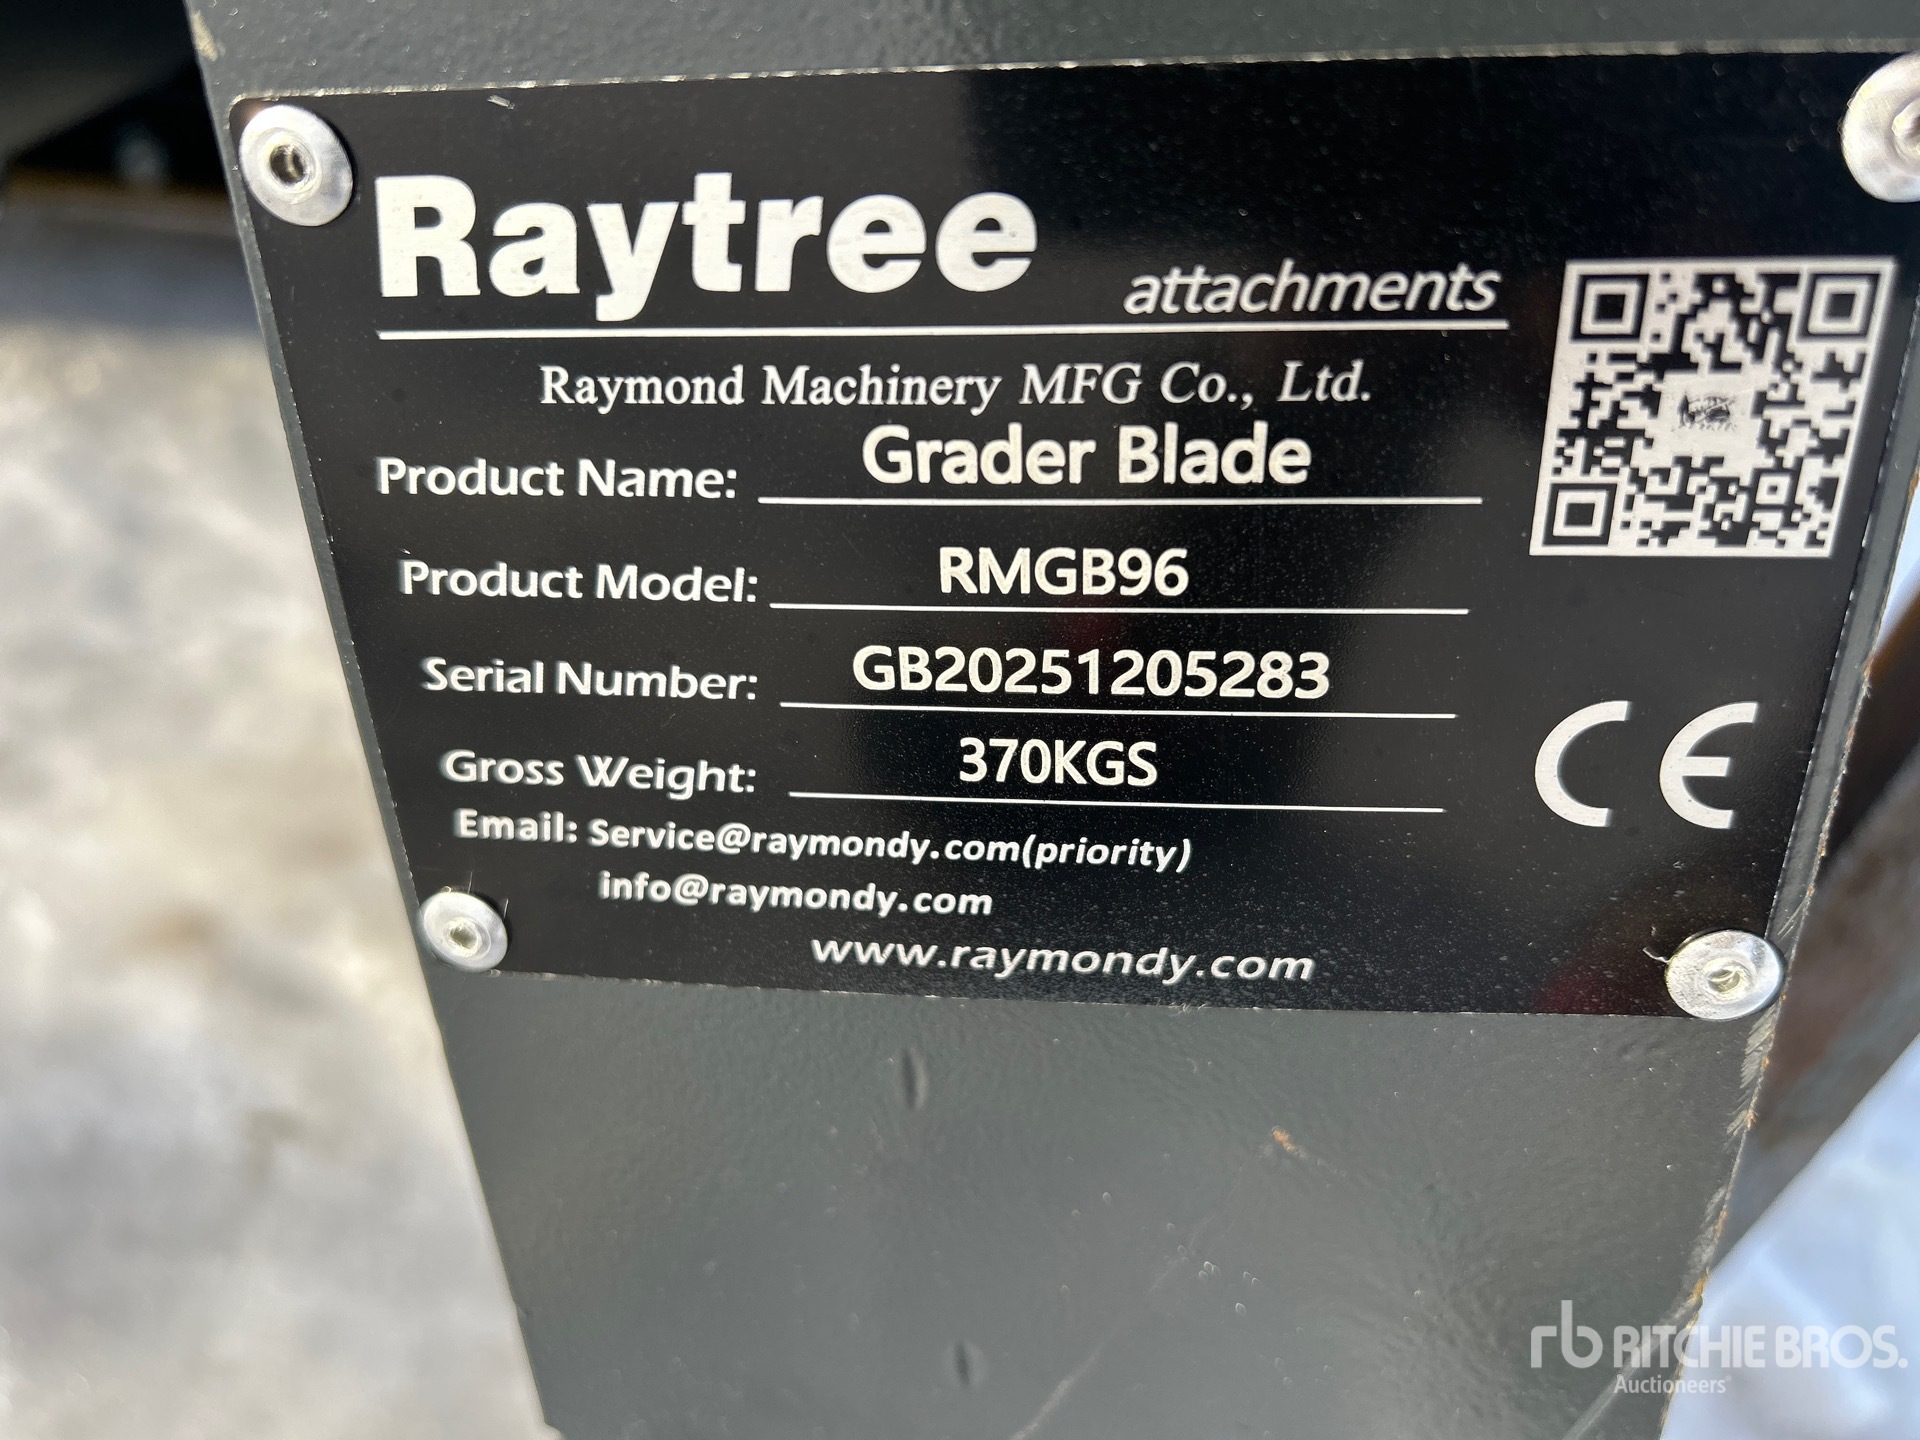 Raytree
attachments
Raymond Machinery MFG Co., Ltd.
Product Name: Grader Blade
Product Model: RMGB96
Serial Number: GB20251205283
Gross Weight: 370KGS
Email: Service@raymondy.com(priority)
info@raymondy.com
www.raymondy.com
CE
rb RITCHIE BROS.
Auctioneers